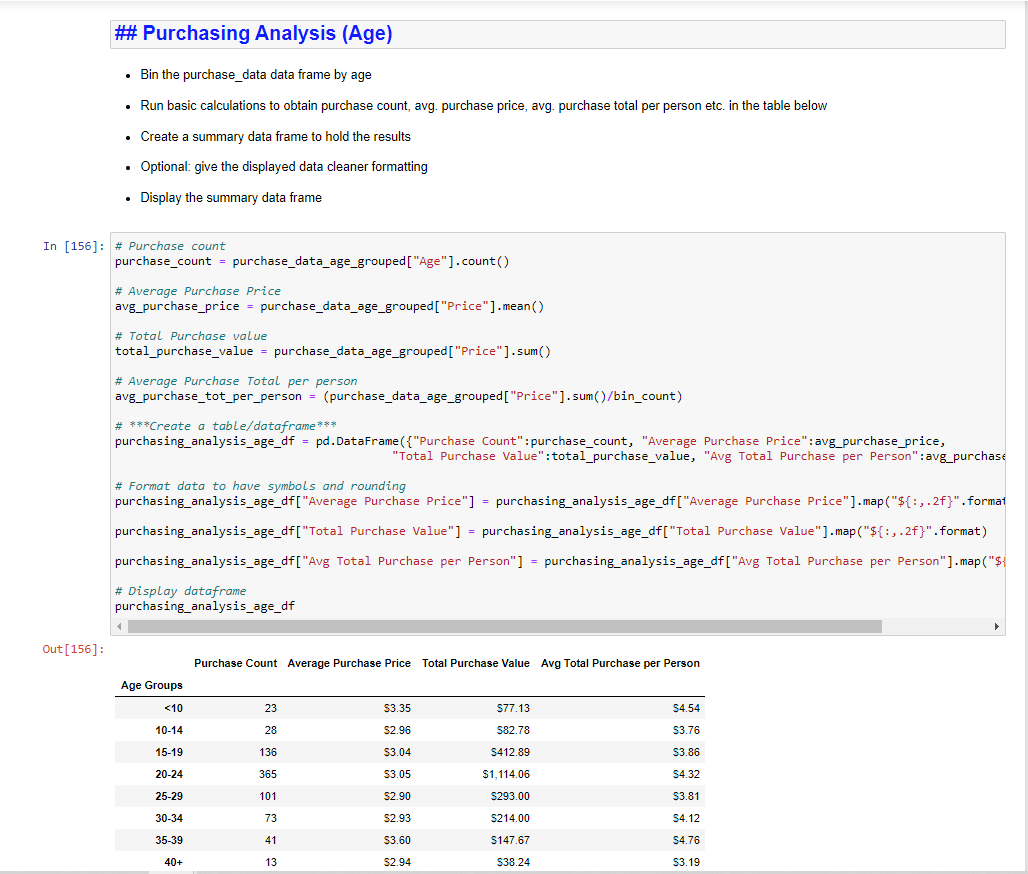 ## Purchasing Analysis (Age)
• Bin the purchase_data data frame by age
• Run basic calculations to obtain purchase count, avg. purchase price, avg. purchase total per person etc. in the table below
• Create a summary data frame to hold the results
• Optional: give the displayed data cleaner formatting
• Display the summary data frame
In [156]:
# Purchase count
purchase_count = purchase_data_age_grouped["Age"].count()
# Average Purchase Price
avg_purchase_price = purchase_data_age_grouped["Price"].mean()
# Total Purchase value
total_purchase_value = purchase_data_age_grouped["Price"].sum()
# Average Purchase Total per person
avg_purchase_tot_per_person = (purchase_data_age_grouped["Price"].sum()/bin_count)
# ***Create a table/dataframe***
purchasing_analysis_age_df = pd.DataFrame({"Purchase Count":purchase_count, "Average Purchase Price":avg_purchase_price,
"Total Purchase Value":total_purchase_value, "Avg Total Purchase per Person":avg_purchase
# Format data to have symbols and rounding
purchasing_analysis_age_df["Average Purchase Price"] = purchasing_analysis_age_df["Average Purchase Price"].map("${:,.2f}".format
purchasing_analysis_age_df["Total Purchase Value"] = purchasing_analysis_age_df["Total Purchase Value"].map("${:,.2f}".format)
purchasing_analysis_age_df["Avg Total Purchase per Person"] = purchasing_analysis_age_df["Avg Total Purchase per Person"].map("${
# Display dataframe
purchasing_analysis_age_df
Out[156]:
Purchase Count Average Purchase Price Total Purchase Value Avg Total Purchase per Person
Age Groups
<10 23 $3.35 $77.13 $4.54
10-14 28 $2.96 $82.78 $3.76
15-19 136 $3.04 $412.89 $3.86
20-24 365 $3.05 $1,114.06 $4.32
25-29 101 $2.90 $293.00 $3.81
30-34 73 $2.93 $214.00 $4.12
35-39 41 $3.60 $147.67 $4.76
40+ 13 $2.94 $38.24 $3.19